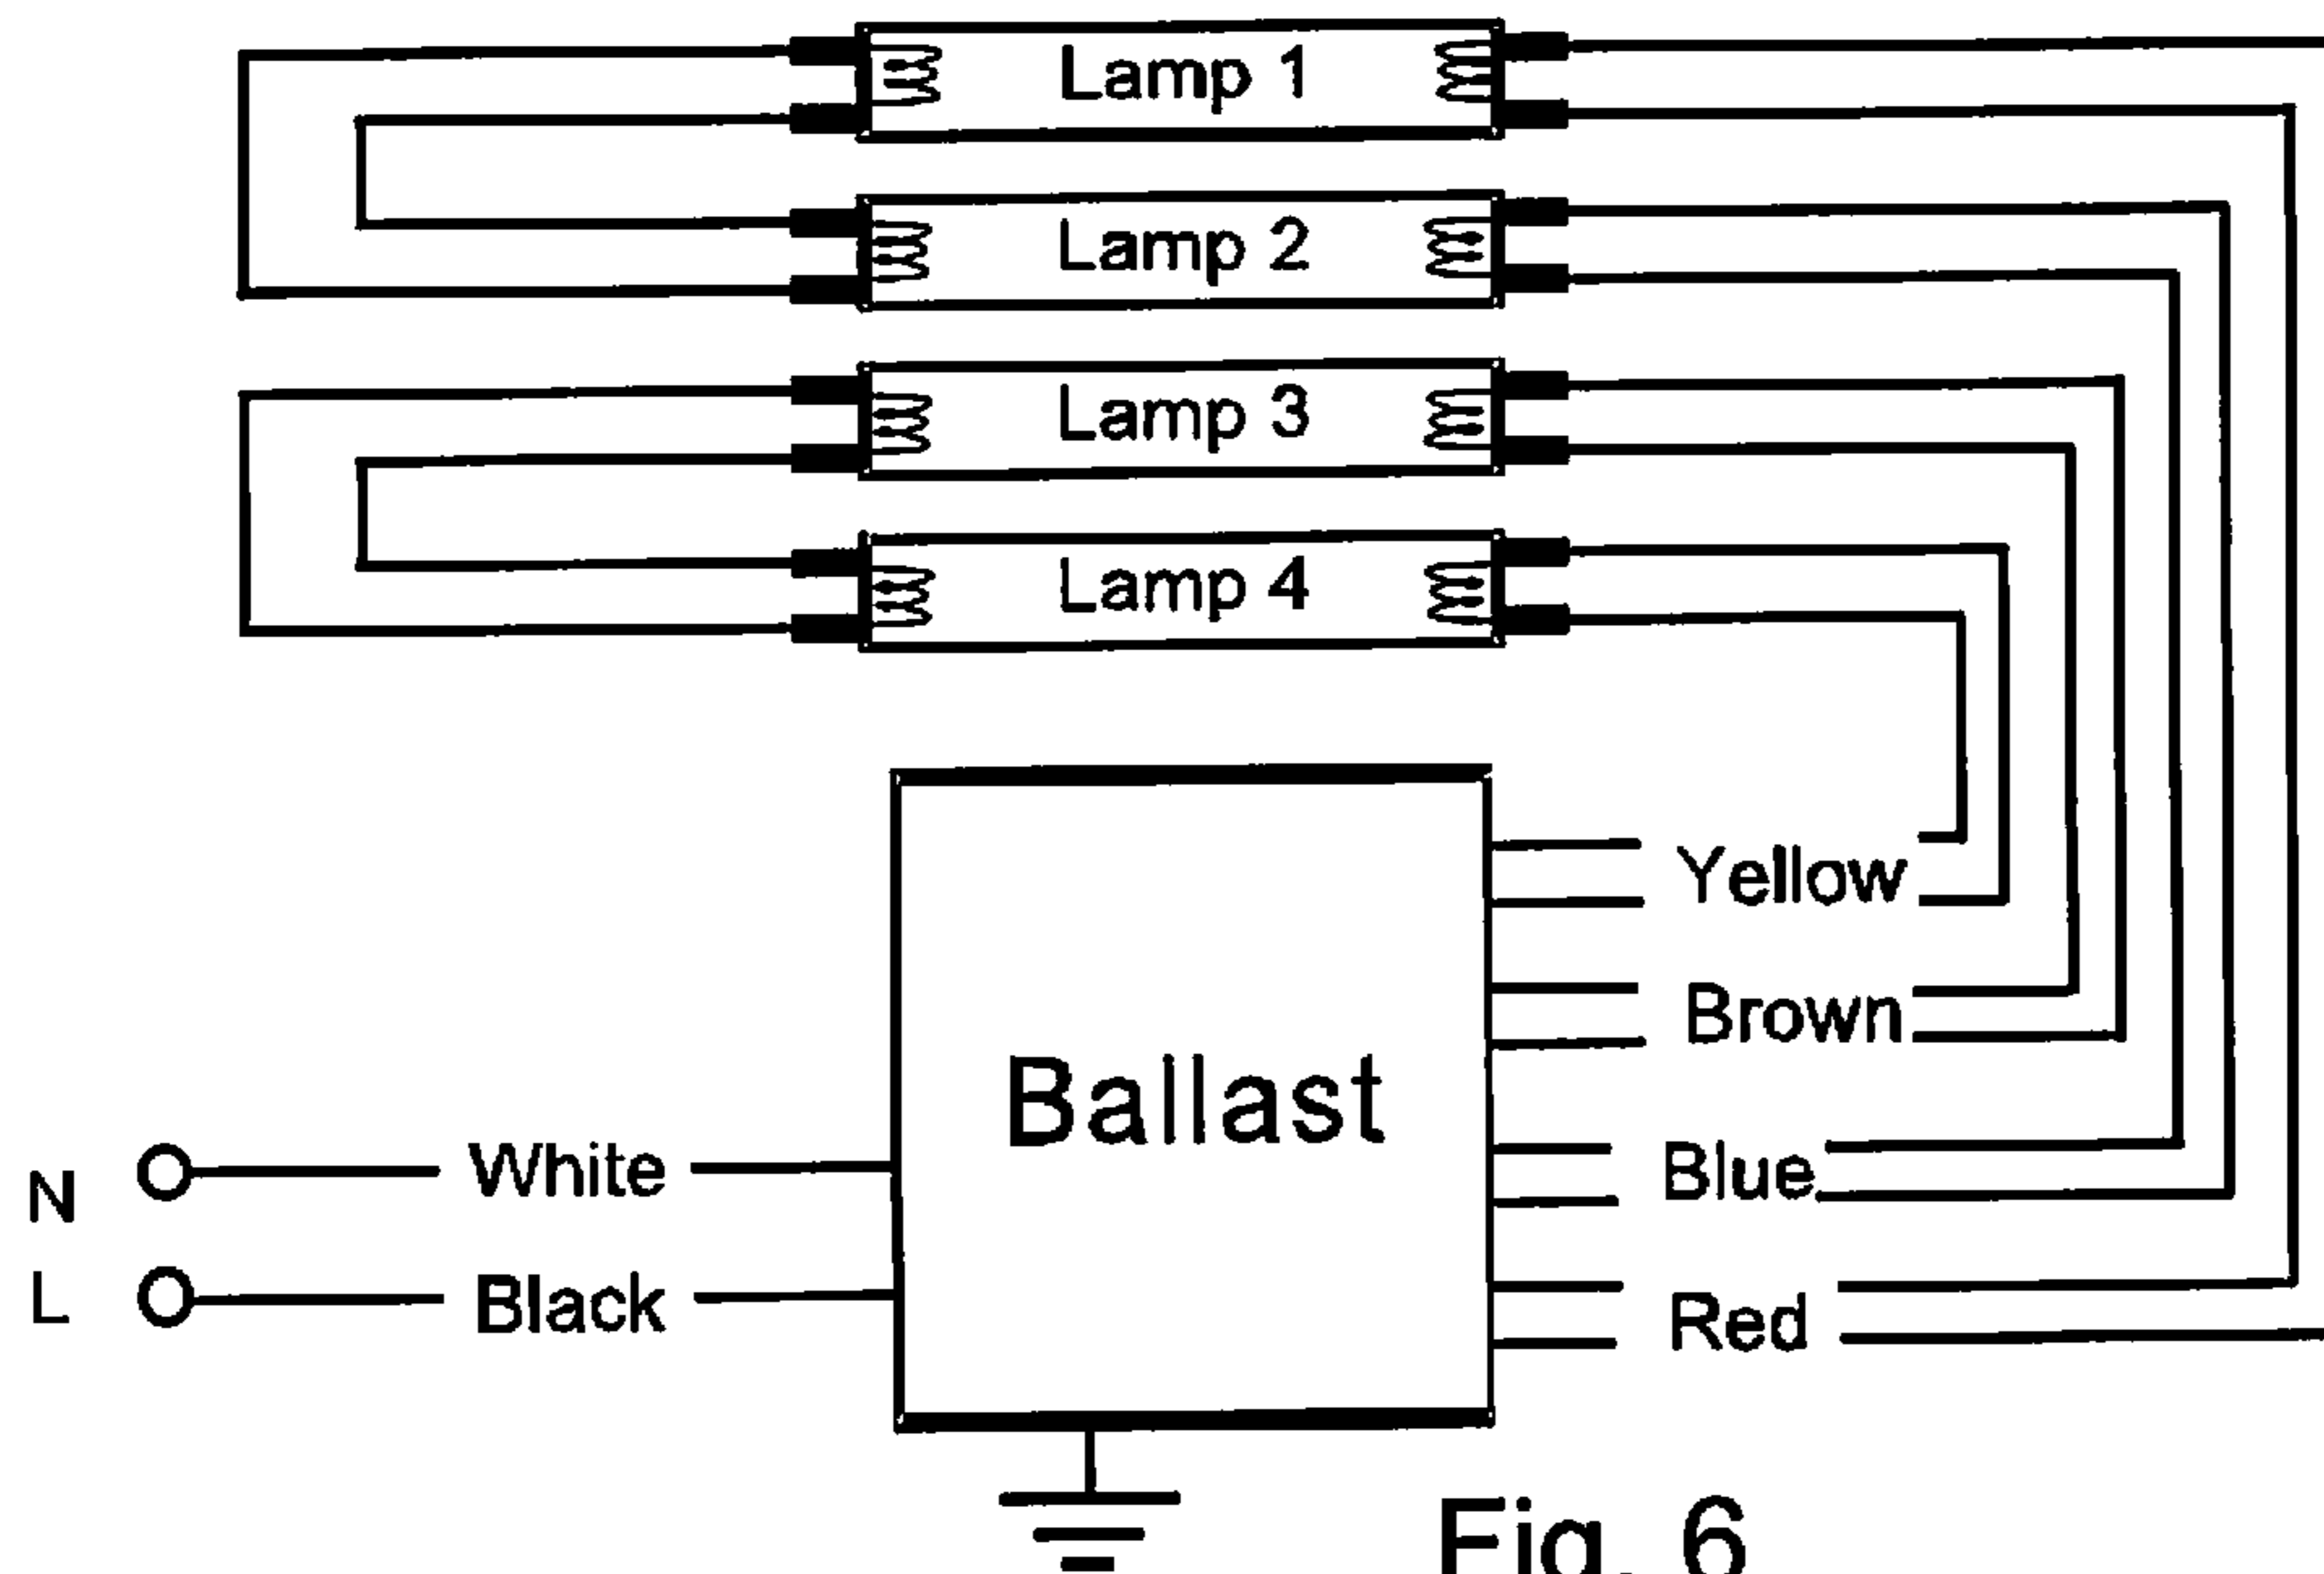 Lamp 1
Lamp 2
Lamp 3
Lamp 4
Yellow
Brown
Ballast
N
White
Blue
L
Black
Red
Fig. 6